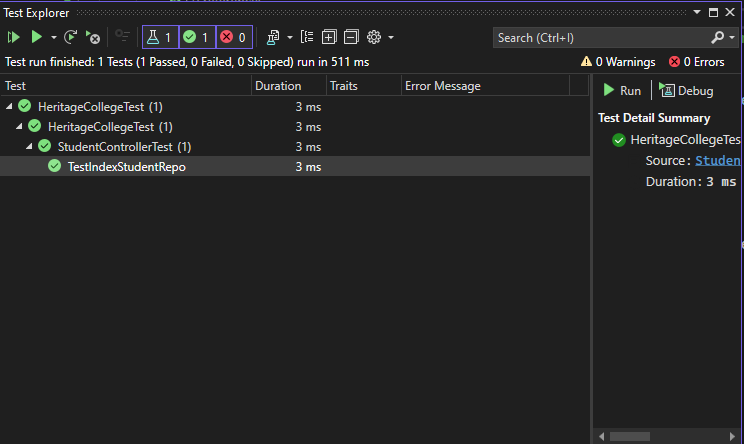 Test Explorer
1 1 0 Search (Ctrl+I)
Test run finished: 1 Tests (1 Passed, 0 Failed, 0 Skipped) run in 511 ms 0 Warnings 0 Errors
Test Duration Traits Error Message
HeritageCollegeTest (1) 3 ms
HeritageCollegeTest (1) 3 ms
StudentControllerTest (1) 3 ms
TestIndexStudentRepo 3 ms
Run Debug
Test Detail Summary
HeritageCollegeTes
Source: Studen
Duration: 3 ms